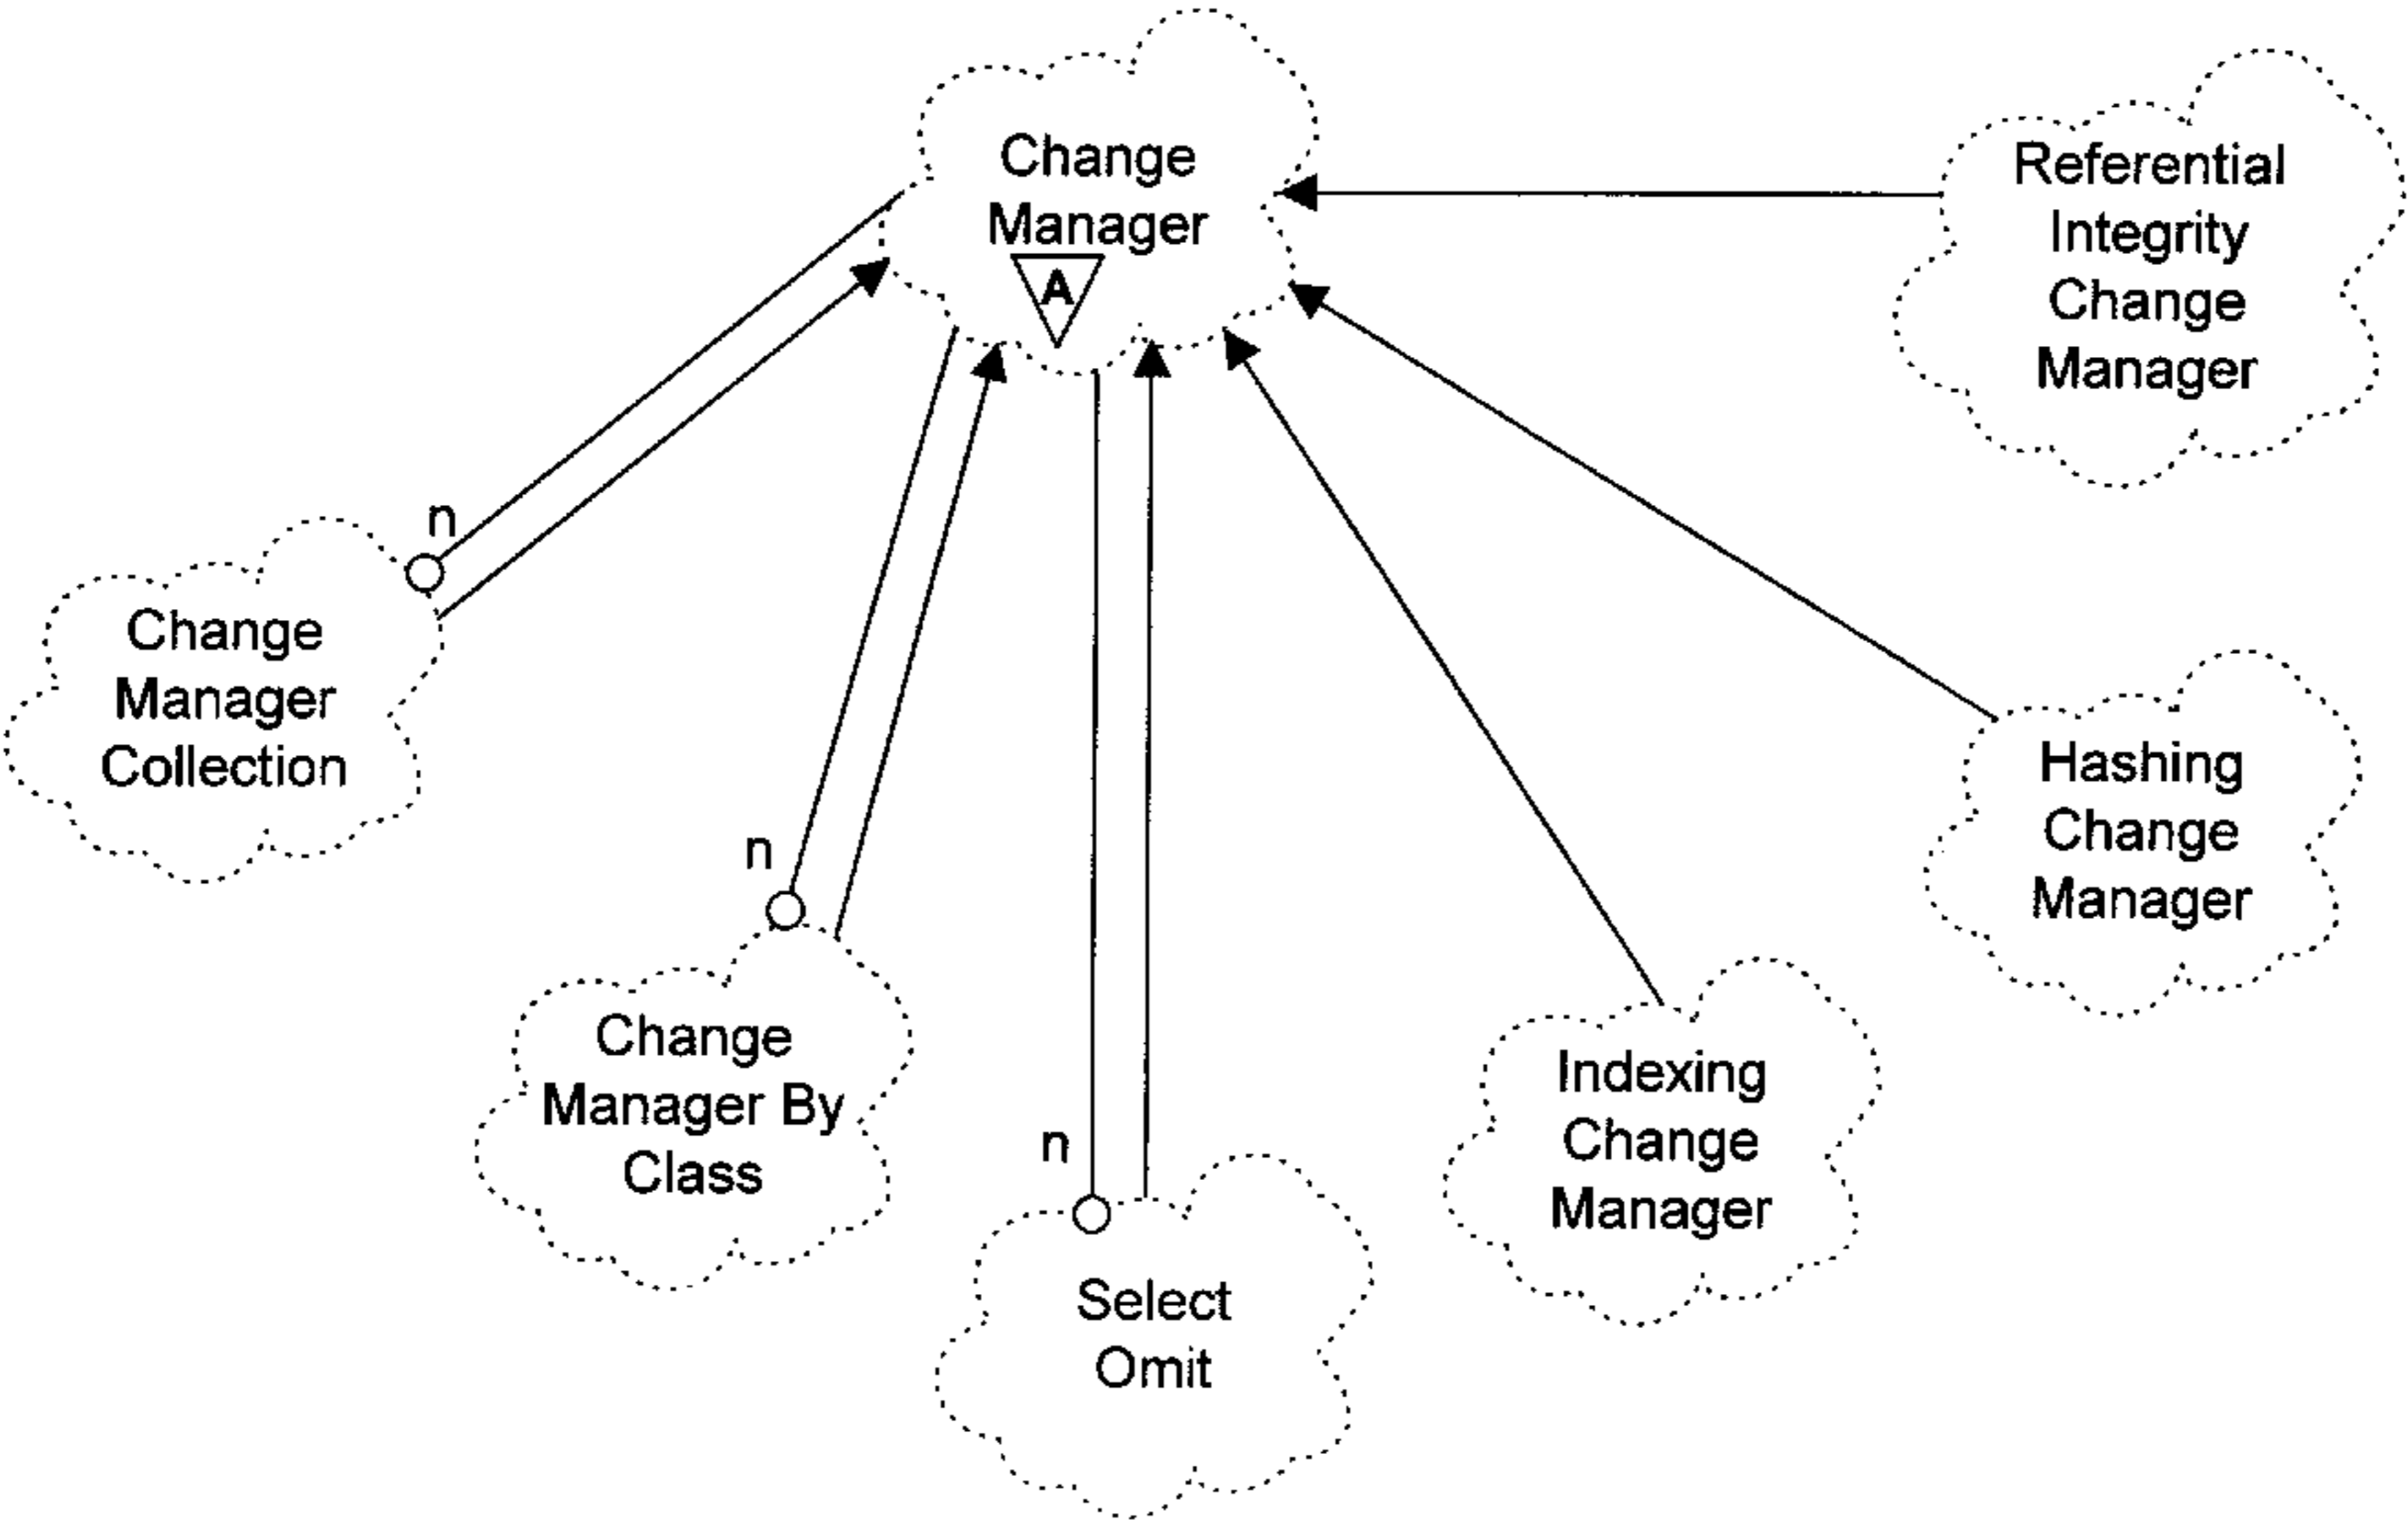 Change
Manager
A
Referential
Integrity
Change
Manager
n
Change
Manager
Collection
n
Change
Manager By
Class
n
Select
Omit
Indexing
Change
Manager
Hashing
Change
Manager